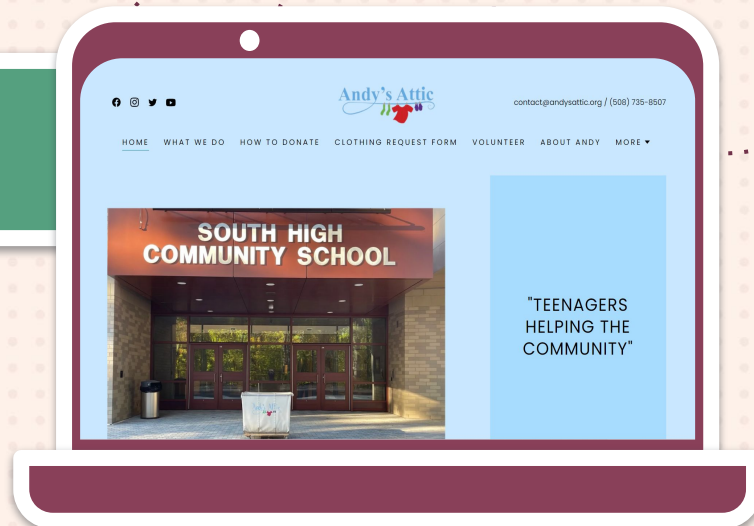 Andy's Attic
contact@andysattic.org / (508) 735-8507
HOME WHAT WE DO HOW TO DONATE CLOTHING REQUEST FORM VOLUNTEER ABOUT ANDY MORE
SOUTH HIGH
COMMUNITY SCHOOL
"TEENAGERS
HELPING THE
COMMUNITY"